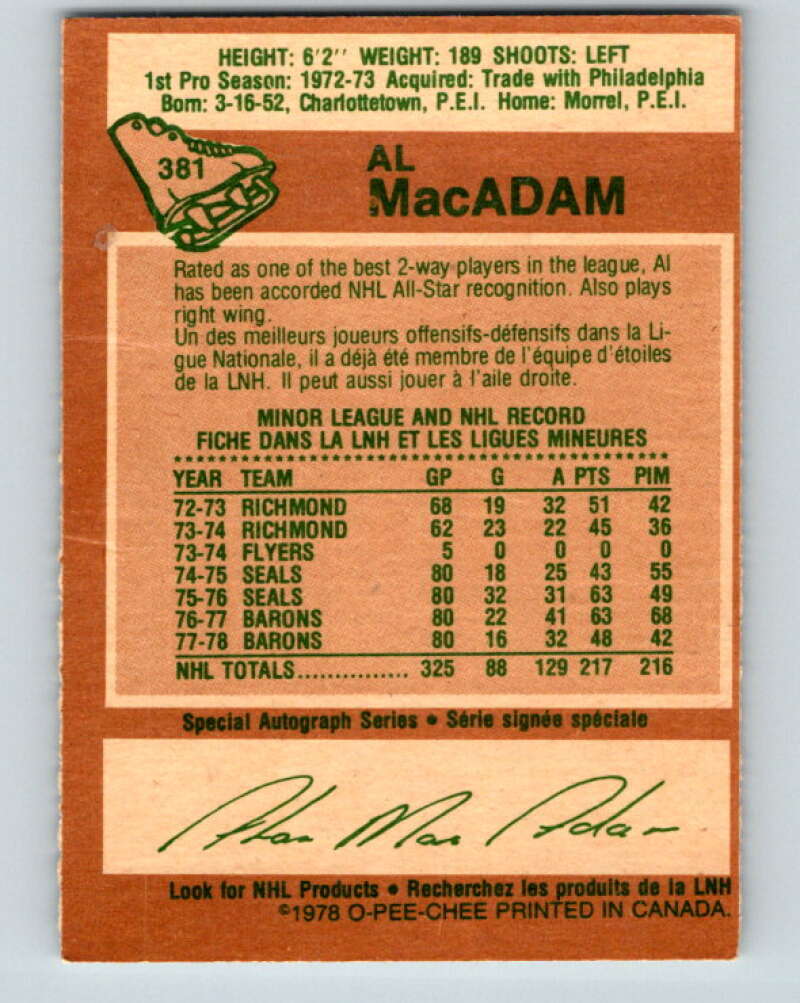 HEIGHT: 6'2'' WEIGHT: 189 SHOOTS: LEFT
1st Pro Season: 1972-73 Acquired: Trade with Philadelphia
Born: 3-16-52, Charlottetown, P.E.I. Home: Morrel, P.E.I.
381
AL
MacADAM
Rated as one of the best 2-way players in the league, Al
has been accorded NHL All-Star recognition. Also plays
right wing.
Un des meilleurs joueurs offensifs-défensifs dans la Li-
gue Nationale, il a déjà été membre de l'équipe d'étoiles
de la LNH. Il peut aussi jouer à l'aile droite.
MINOR LEAGUE AND NHL RECORD
FICHE DANS LA LNH ET LES LIGUES MINEURES
YEAR TEAM GP G A PTS PIM
72-73 RICHMOND 68 19 32 51 42
73-74 RICHMOND 62 23 22 45 36
73-74 FLYERS 5 0 0 0 0
74-75 SEALS 80 18 25 43 55
75-76 SEALS 80 32 31 63 49
76-77 BARONS 80 22 41 63 68
77-78 BARONS 80 16 32 48 42
NHL TOTALS............... 325 88 129 217 216
Special Autograph Series • Série signée spéciale
Alan Mac Adam
Look for NHL Products • Recherchez les produits de la LNH
©1978 O-PEE-CHEE PRINTED IN CANADA.